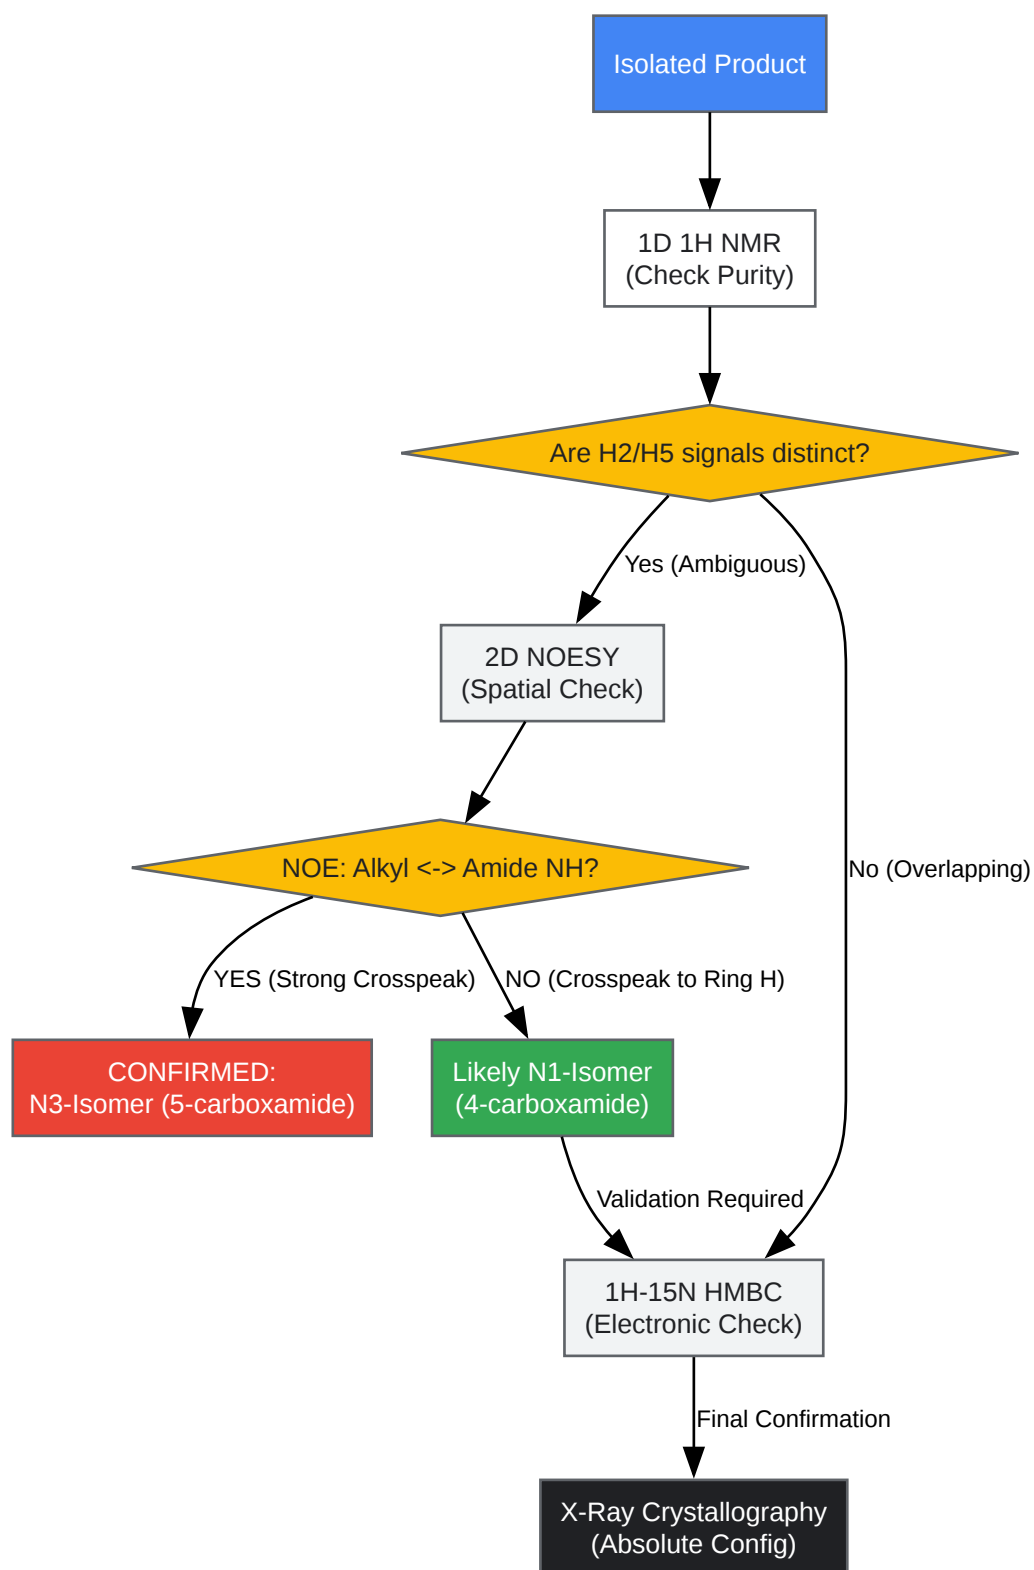 Isolated Product
1D 1H NMR
(Check Purity)
Are H2/H5 signals distinct?
Yes (Ambiguous)
2D NOESY
(Spatial Check)
NOE: Alkyl <-> Amide NH?
No (Overlapping)
YES (Strong Crosspeak)
NO (Crosspeak to Ring H)
CONFIRMED:
N3-Isomer (5-carboxamide)
Likely N1-Isomer
(4-carboxamide)
Validation Required
1H-15N HMBC
(Electronic Check)
Final Confirmation
X-Ray Crystallography
(Absolute Config)